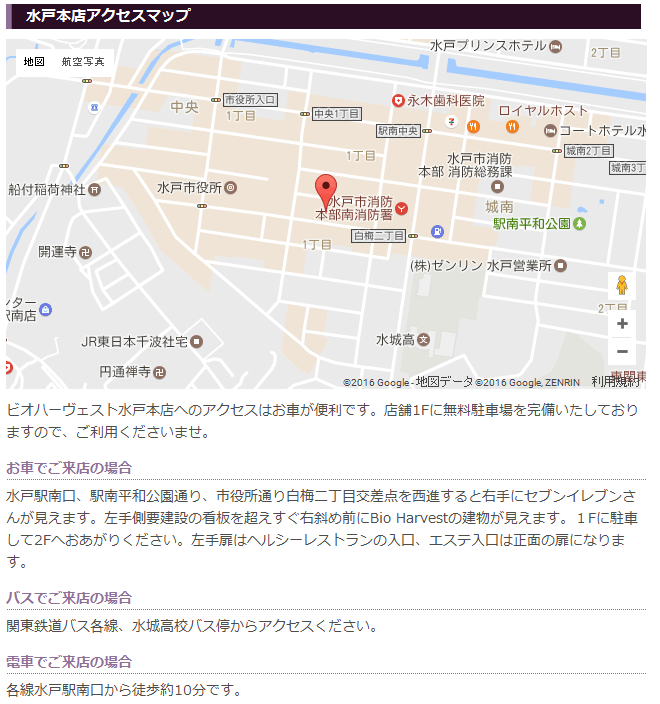 水戸本店アクセスマップ
水戸プリンスホテル
2丁目
地図 航空写真
永木歯科医院
中央
市役所入口
1丁目
中央1丁目
ロイヤルホスト
駅南中央
コートホテル水
1丁目
城南2丁目
水戸市消防
本部 消防総務課
城南3丁
船付稲荷神社
水戸市役所
水戸市消防
本部南消防署
城南
駅南平和公園
白梅二丁目
1丁目
開運寺
(株)ゼンリン 水戸営業所
ンター
駅南店
2丁目
JR東日本千波社宅
水城高
円通禅寺
東関東
©2016 Google - 地図データ ©2016 Google, ZENRIN 利用規約
ビオハーヴェスト水戸本店へのアクセスはお車が便利です。店舗1Fに無料駐車場を完備いたしており
ますので、ご利用くださいませ。
お車でご来店の場合
水戸駅南口、駅南平和公園通り、市役所通り白梅二丁目交差点を西進すると右手にセブンイレブンさ
んが見えます。左手側要建設の看板を超えすぐ右斜め前にBio Harvestの建物が見えます。１Fに駐車
して2Fへおあがりください。左手扉はヘルシーレストランの入口、エステ入口は正面の扉になりま
す。
バスでご来店の場合
関東鉄道バス各線、水城高校バス停からアクセスください。
電車でご来店の場合
各線水戸駅南口から徒歩約10分です。